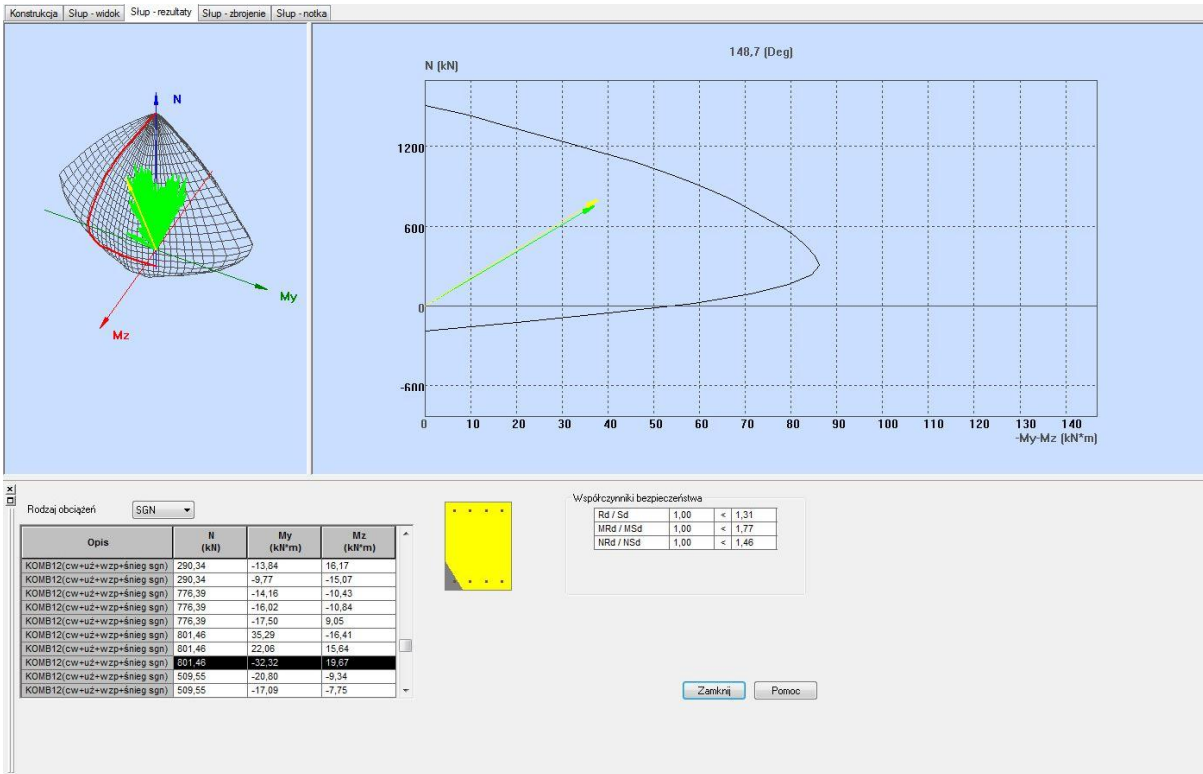 Konstrukcja Słup - widok Słup - rezultaty Słup - zbrojenie Słup - notka
N
My
Mz
148,7 (Deg)
N (kN)
1200
600
0
-600
0 10 20 30 40 50 60 70 80 90 100 110 120 130 140
-My-Mz (kN*m)
Rodzaj obciążeń SGN
Opis N (kN) My (kN*m) Mz (kN*m)
KOMB12(cw+uż+wzp+śnieg sgn) 290,34 -13,84 16,17
KOMB12(cw+uż+wzp+śnieg sgn) 290,34 -9,77 -15,07
KOMB12(cw+uż+wzp+śnieg sgn) 776,39 -14,16 -10,43
KOMB12(cw+uż+wzp+śnieg sgn) 776,39 -16,02 -10,84
KOMB12(cw+uż+wzp+śnieg sgn) 776,39 -17,50 9,05
KOMB12(cw+uż+wzp+śnieg sgn) 801,46 35,29 -16,41
KOMB12(cw+uż+wzp+śnieg sgn) 801,46 22,06 15,64
KOMB12(cw+uż+wzp+śnieg sgn) 801,46 -32,32 19,67
KOMB12(cw+uż+wzp+śnieg sgn) 509,55 -20,80 -9,34
KOMB12(cw+uż+wzp+śnieg sgn) 509,55 -17,09 -7,75
Współczynniki bezpieczeństwa
Rd / Sd 1,00 < 1,31
MRd / MSd 1,00 < 1,77
NRd / NSd 1,00 < 1,46
Zamknij Pomoc